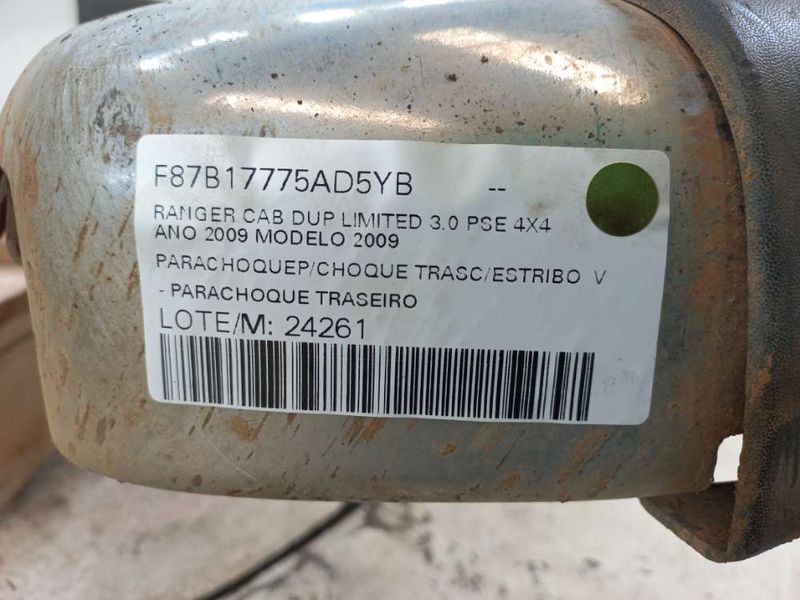 F87B17775AD5YB --
RANGER CAB DUP LIMITED 3.0 PSE 4X4
ANO 2009 MODELO 2009
PARACHOQUEP/CHOQUE TRASC/ESTRIBO V
- PARACHOQUE TRASEIRO
LOTE/M: 24261